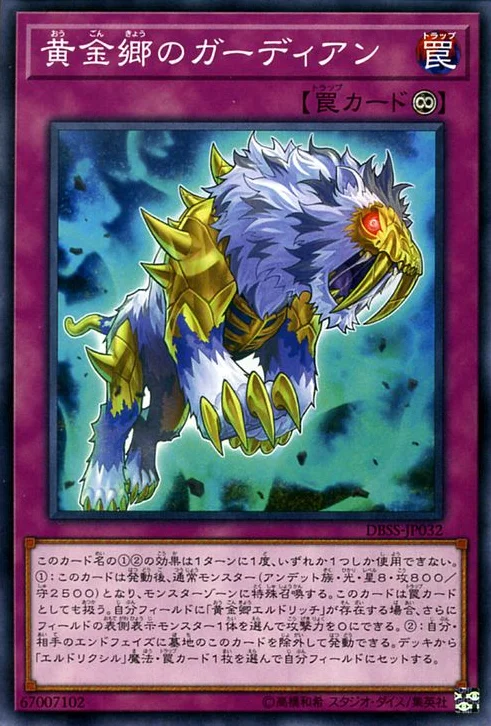 黄金郷のガーディアン
罠
【罠カード】
DBSS-JP032
このカード名の①②の効果は1ターンに1度、いずれか1つしか使用できない。
①：このカードは発動後、通常モンスター（アンデット族・光・星8・攻800／
守2500）となり、モンスターゾーンに特殊召喚する。このカードは罠カード
としても扱う。自分フィールドに「黄金卿エルドリッチ」が存在する場合、さらに
フィールドの表側表示モンスター1体を選んで攻撃力を0にできる。②：自分・
相手のエンドフェイズに墓地のこのカードを除外して発動できる。デッキから
「エルドリクシル」魔法・罠カード1枚を選んで自分フィールドにセットする。
67007102
©高橋和希 スタジオ・ダイス/集英社